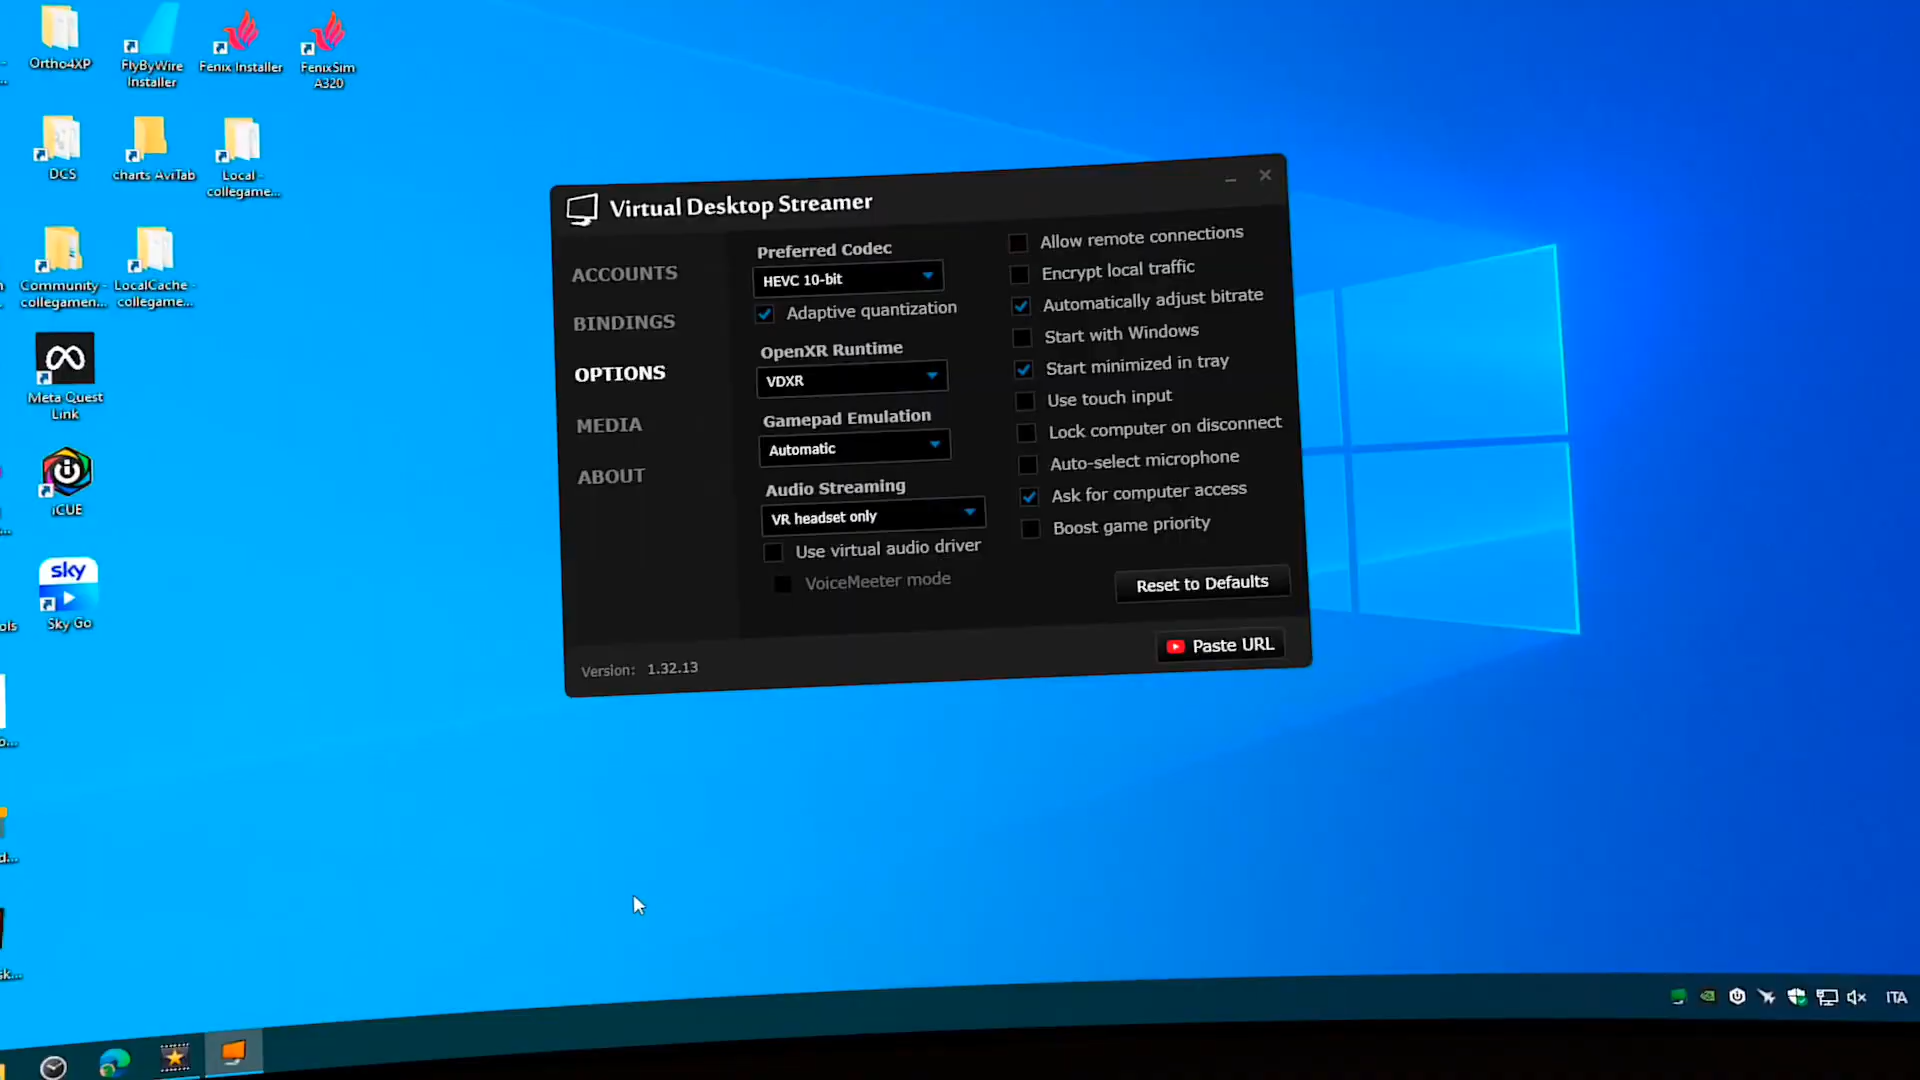 Ortho4XP
FlyByWire
Installer
Fenix Installer
FenixSim
A320
DCS
charts AviTab
Local -
collegame...
Community -
collegamen...
LocalCache -
collegame...
Meta Quest
Link
iCUE
sky
Sky Go
Virtual Desktop Streamer
ACCOUNTS
BINDINGS
OPTIONS
MEDIA
ABOUT
Preferred Codec
HEVC 10-bit
Adaptive quantization
OpenXR Runtime
VDXR
Gamepad Emulation
Automatic
Audio Streaming
VR headset only
Use virtual audio driver
VoiceMeeter mode
Allow remote connections
Encrypt local traffic
Automatically adjust bitrate
Start with Windows
Start minimized in tray
Use touch input
Lock computer on disconnect
Auto-select microphone
Ask for computer access
Boost game priority
Reset to Defaults
Version: 1.32.13
Paste URL
ITA